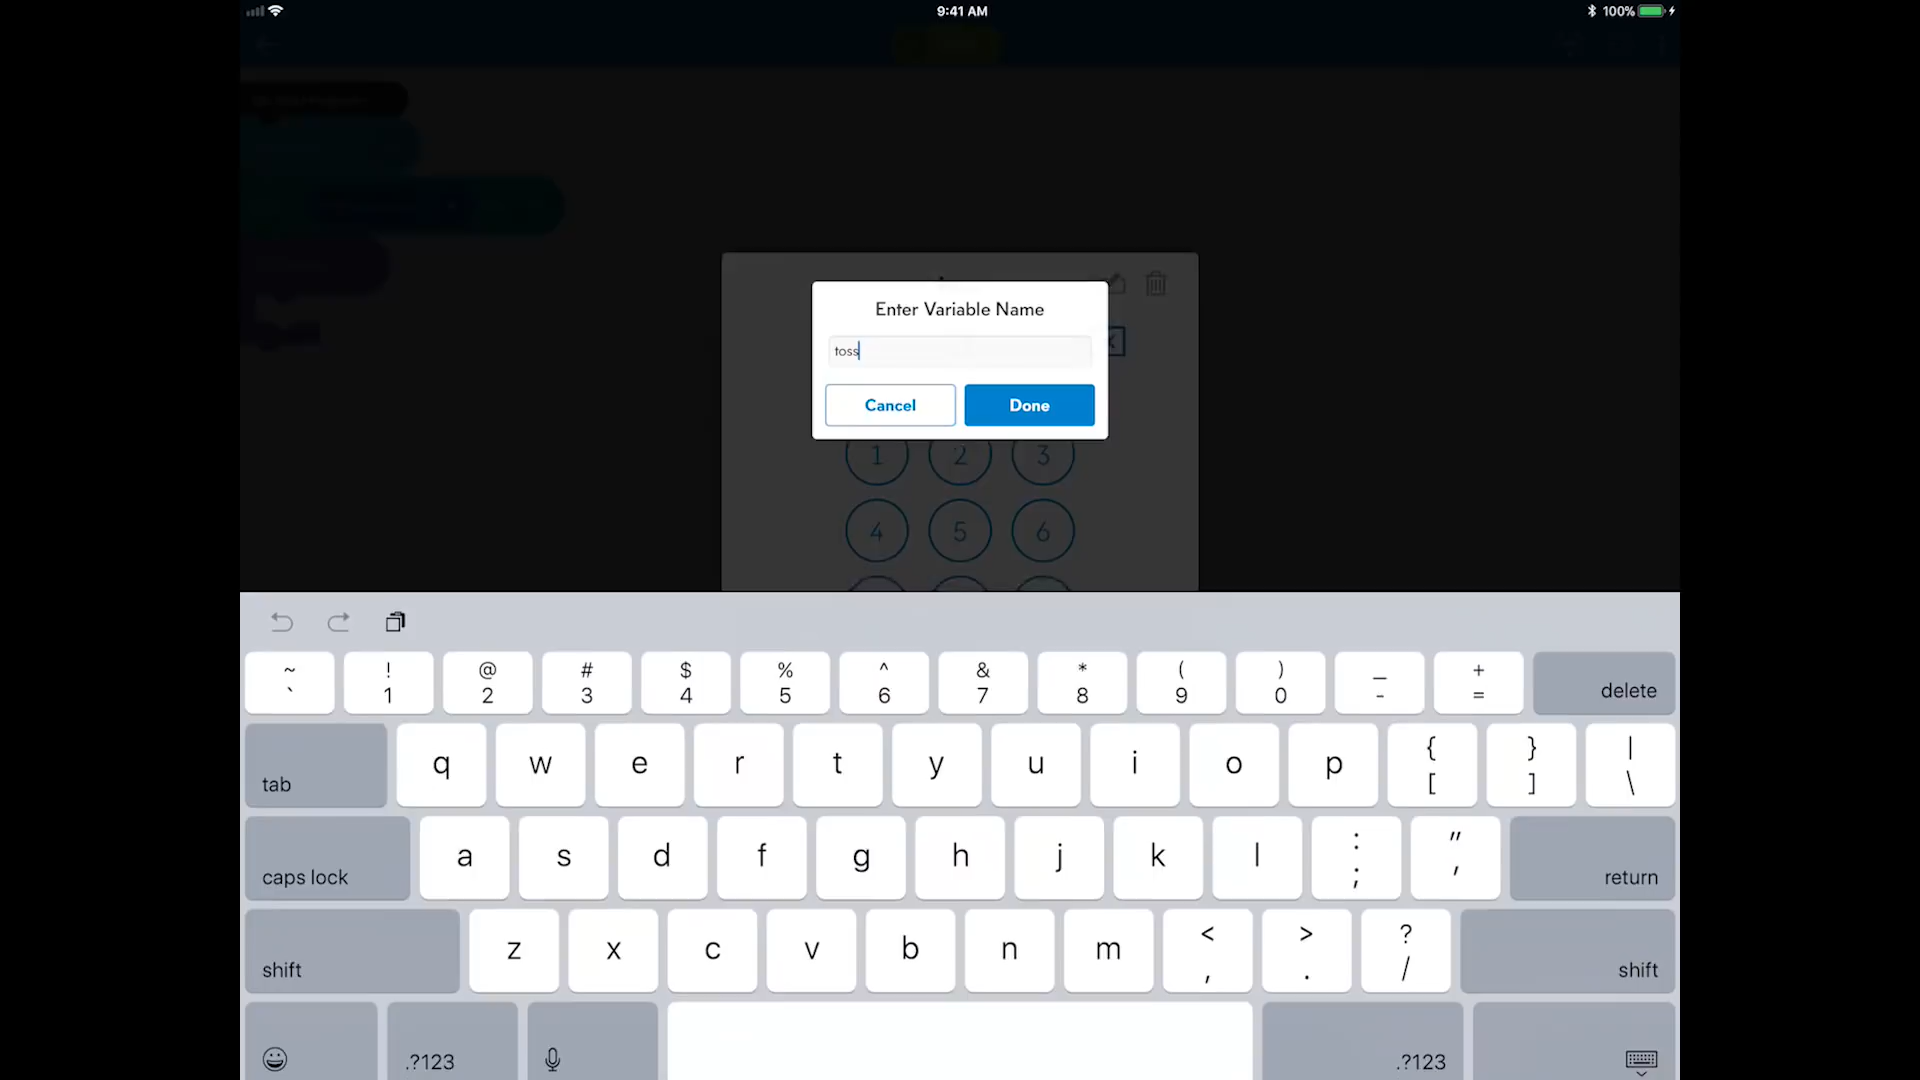 9:41 AM
100%
Enter Variable Name
toss
Cancel Done
1 2 3
4 5 6
~ ! @ # $ % ^ & * ( ) _ +
` 1 2 3 4 5 6 7 8 9 0 - = delete
tab q w e r t y u i o p { [ } ] | \
caps lock a s d f g h j k l : ; " ' return
shift z x c v b n m < , > . ? / shift
.?123 .?123